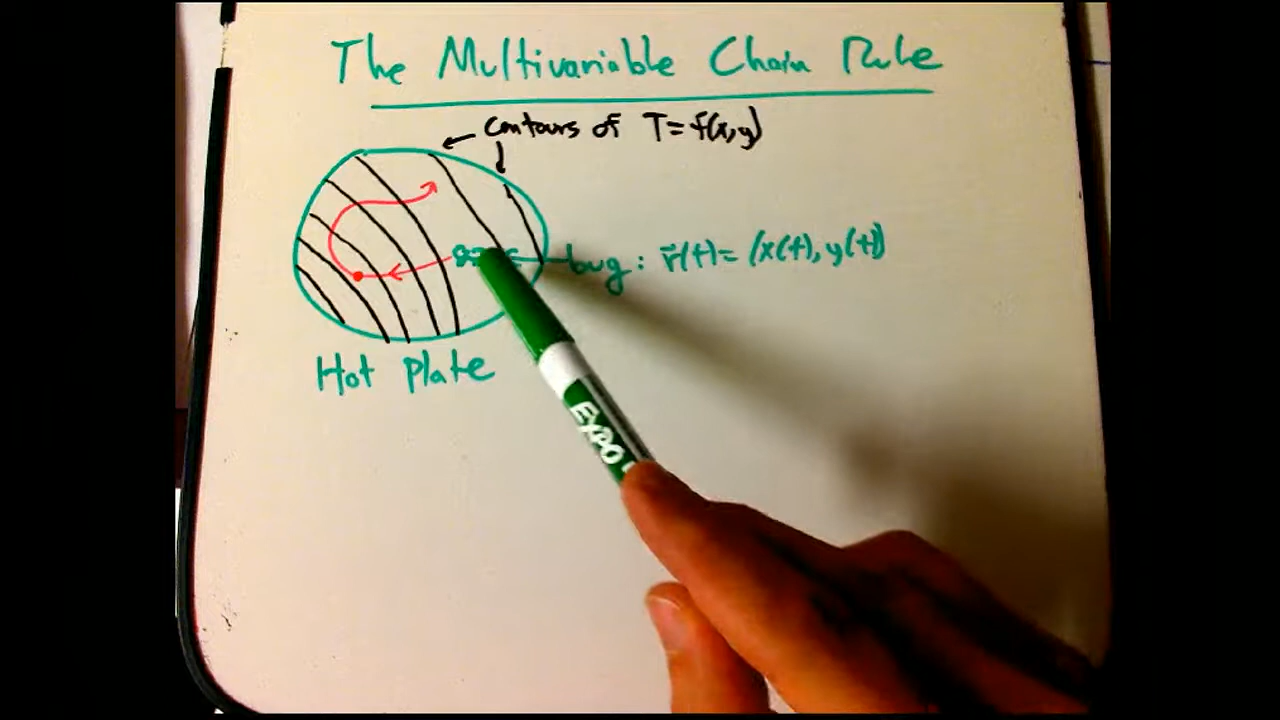 The Multivariable Chain Rule
contours of T=f(x,y)
bug: r⃗(t)= (x(t), y(t))
Hot Plate
EXPO